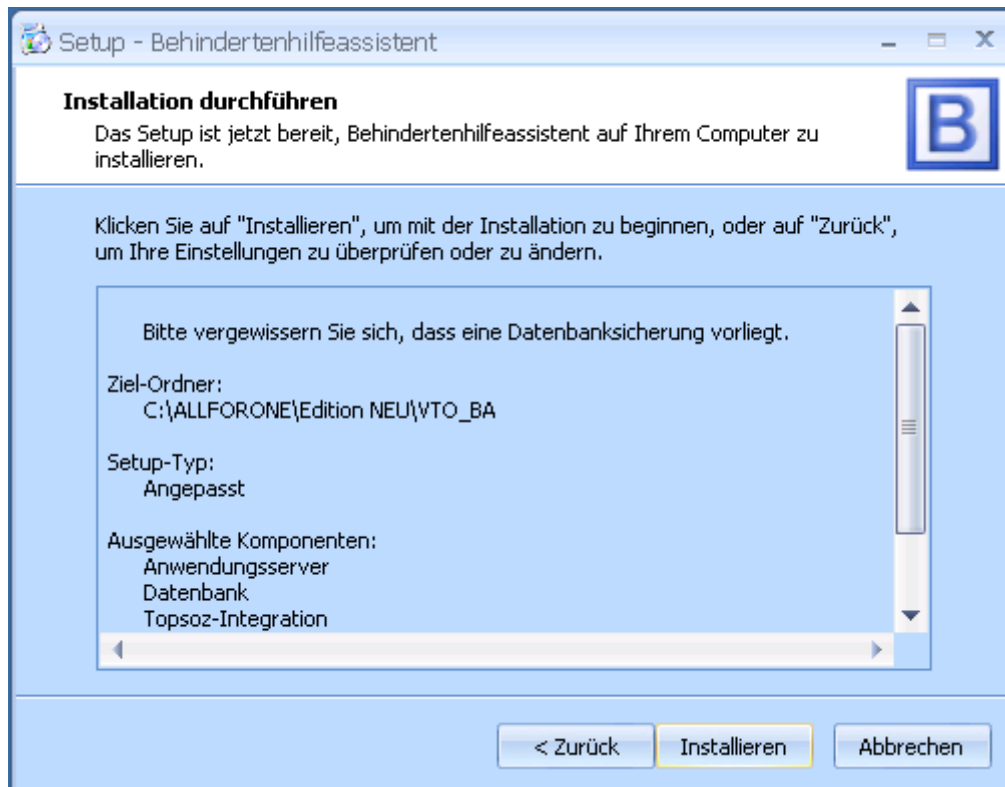 Setup - Behindertenhilfeassistent
Installation durchführen
Das Setup ist jetzt bereit, Behindertenhilfeassistent auf Ihrem Computer zu
installieren.
B
Klicken Sie auf "Installieren", um mit der Installation zu beginnen, oder auf "Zurück",
um Ihre Einstellungen zu überprüfen oder zu ändern.
Bitte vergewissern Sie sich, dass eine Datenbanksicherung vorliegt.
Ziel-Ordner:
C:\ALLFORONE\Edition NEU\VTO_BA
Setup-Typ:
Angepasst
Ausgewählte Komponenten:
Anwendungsserver
Datenbank
Topsoz-Integration
< Zurück
Installieren
Abbrechen